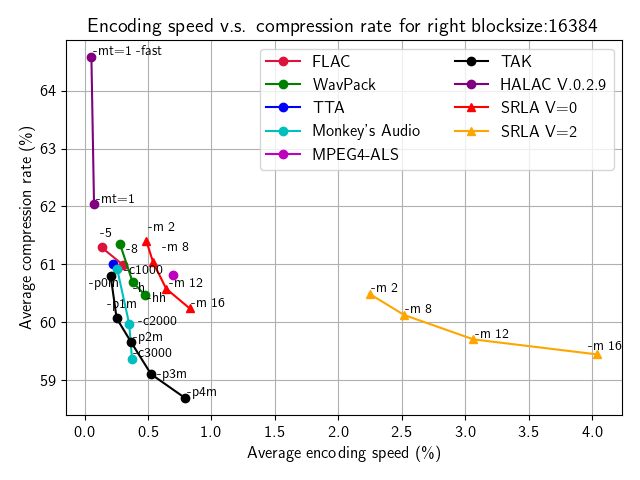 Encoding speed v.s. compression rate for right blocksize:16384
Average compression rate (%)
64
63
62
61
60
59
0.0 0.5 1.0 1.5 2.0 2.5 3.0 3.5 4.0
Average encoding speed (%)
FLAC
WavPack
TTA
Monkey's Audio
MPEG4-ALS
TAK
HALAC V.0.2.9
SRLA V=0
SRLA V=2
-mt=1 -fast
-mt=1
-5
-8
-m 2
-m 8
-m 12
-m 16
-c1000
-h
-hh
-p0m
-p1m
-c2000
-p2m
-c3000
-p3m
-p4m
-m 2
-m 8
-m 12
-m 16